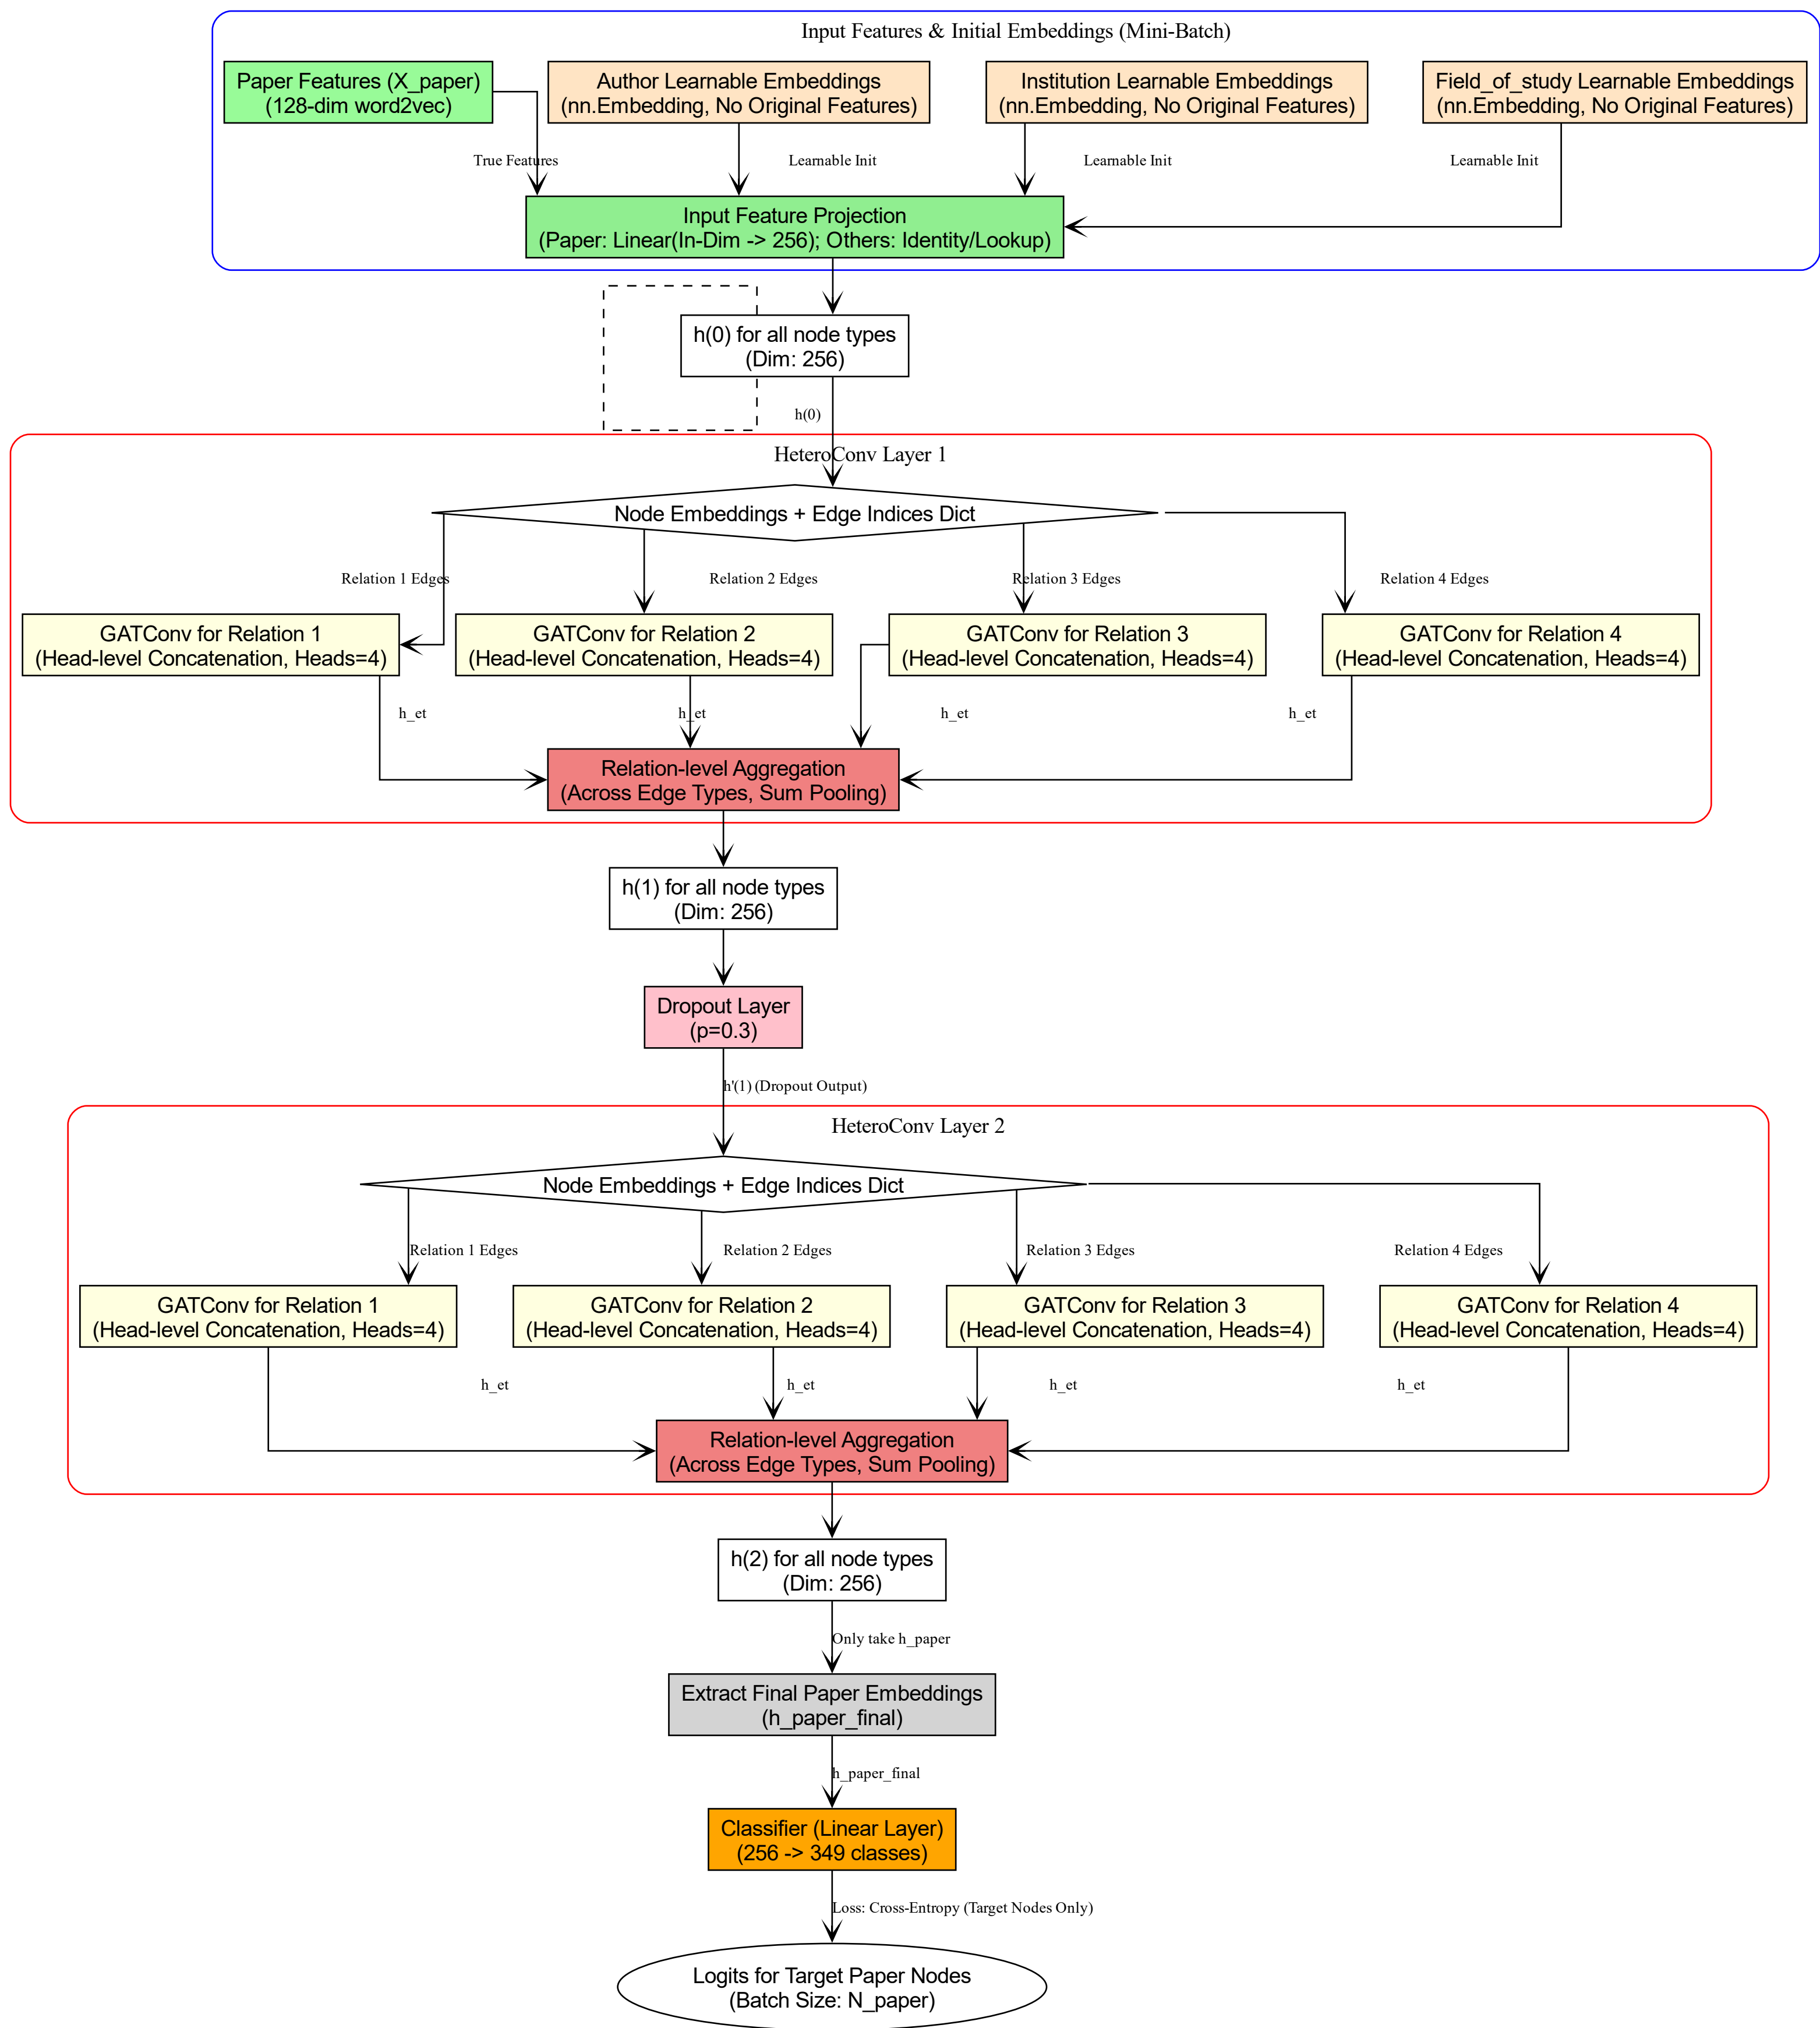 Input Features & Initial Embeddings (Mini-Batch)
Paper Features (X_paper)
(128-dim word2vec)
Author Learnable Embeddings
(nn.Embedding, No Original Features)
Institution Learnable Embeddings
(nn.Embedding, No Original Features)
Field_of_study Learnable Embeddings
(nn.Embedding, No Original Features)
True Features
Learnable Init
Learnable Init
Learnable Init
Input Feature Projection
(Paper: Linear(In-Dim -> 256); Others: Identity/Lookup)
h(0) for all node types
(Dim: 256)
h(0)
HeteroConv Layer 1
Node Embeddings + Edge Indices Dict
Relation 1 Edges
Relation 2 Edges
Relation 3 Edges
Relation 4 Edges
GATConv for Relation 1
(Head-level Concatenation, Heads=4)
GATConv for Relation 2
(Head-level Concatenation, Heads=4)
GATConv for Relation 3
(Head-level Concatenation, Heads=4)
GATConv for Relation 4
(Head-level Concatenation, Heads=4)
h_et
h_et
h_et
h_et
Relation-level Aggregation
(Across Edge Types, Sum Pooling)
h(1) for all node types
(Dim: 256)
Dropout Layer
(p=0.3)
h'(1) (Dropout Output)
HeteroConv Layer 2
Node Embeddings + Edge Indices Dict
Relation 1 Edges
Relation 2 Edges
Relation 3 Edges
Relation 4 Edges
GATConv for Relation 1
(Head-level Concatenation, Heads=4)
GATConv for Relation 2
(Head-level Concatenation, Heads=4)
GATConv for Relation 3
(Head-level Concatenation, Heads=4)
GATConv for Relation 4
(Head-level Concatenation, Heads=4)
h_et
h_et
h_et
h_et
Relation-level Aggregation
(Across Edge Types, Sum Pooling)
h(2) for all node types
(Dim: 256)
Only take h_paper
Extract Final Paper Embeddings
(h_paper_final)
h_paper_final
Classifier (Linear Layer)
(256 -> 349 classes)
Loss: Cross-Entropy (Target Nodes Only)
Logits for Target Paper Nodes
(Batch Size: N_paper)